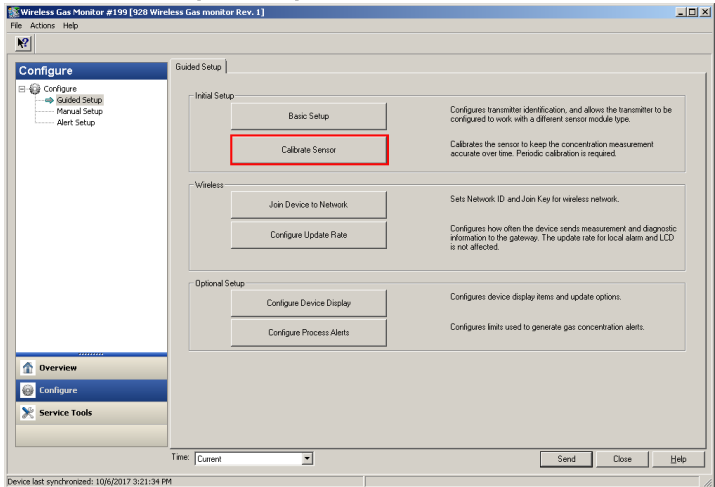 Wireless Gas Monitor #199 [928 Wireless Gas monitor Rev. 1]
File Actions Help
Configure
Configure
Guided Setup
Manual Setup
Alert Setup
Overview
Configure
Service Tools
Guided Setup
Initial Setup
Basic Setup
Configures transmitter identification, and allows the transmitter to be
configured to work with a different sensor module type.
Calibrate Sensor
Calibrates the sensor to keep the concentration measurement
accurate over time. Periodic calibration is required.
Wireless
Join Device to Network
Sets Network ID and Join Key for wireless network.
Configure Update Rate
Configures how often the device sends measurement and diagnostic
information to the gateway. The update rate for local alarm and LCD
is not affected.
Optional Setup
Configure Device Display
Configures device display items and update options.
Configure Process Alerts
Configures limits used to generate gas concentration alerts.
Time: Current
Send Close Help
Device last synchronized: 10/6/2017 3:21:34 PM